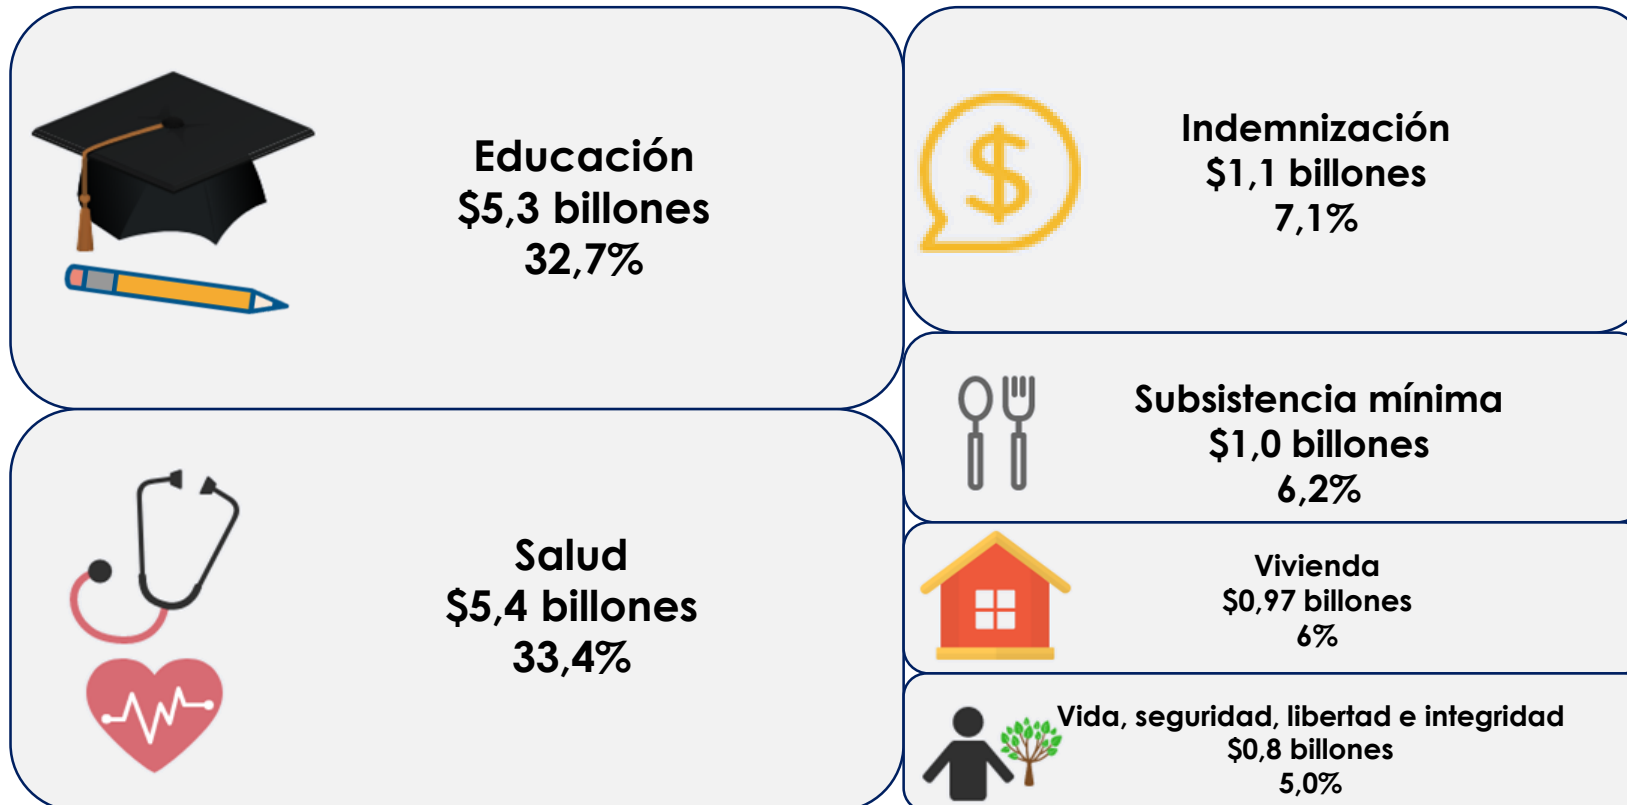 Educación
$5,3 billones
32,7%
Salud
$5,4 billones
33,4%
Indemnización
$1,1 billones
7,1%
Subsistencia mínima
$1,0 billones
6,2%
Vivienda
$0,97 billones
6%
Vida, seguridad, libertad e integridad
$0,8 billones
5,0%